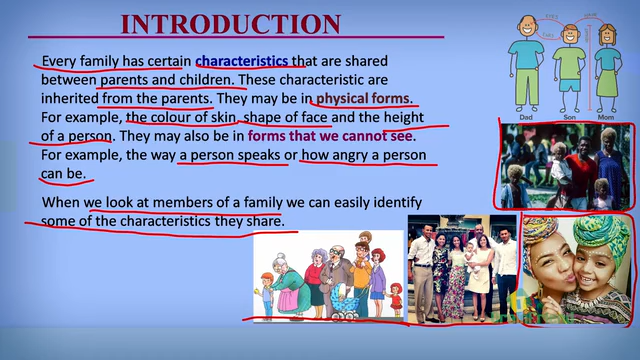 INTRODUCTION
Every family has certain characteristics that are shared
between parents and children. These characteristic are
inherited from the parents. They may be in physical forms.
For example, the colour of skin, shape of face and the height
of a person. They may also be in forms that we cannot see.
For example, the way a person speaks or how angry a person
can be.
When we look at members of a family we can easily identify
some of the characteristics they share.
Dad Son Mom